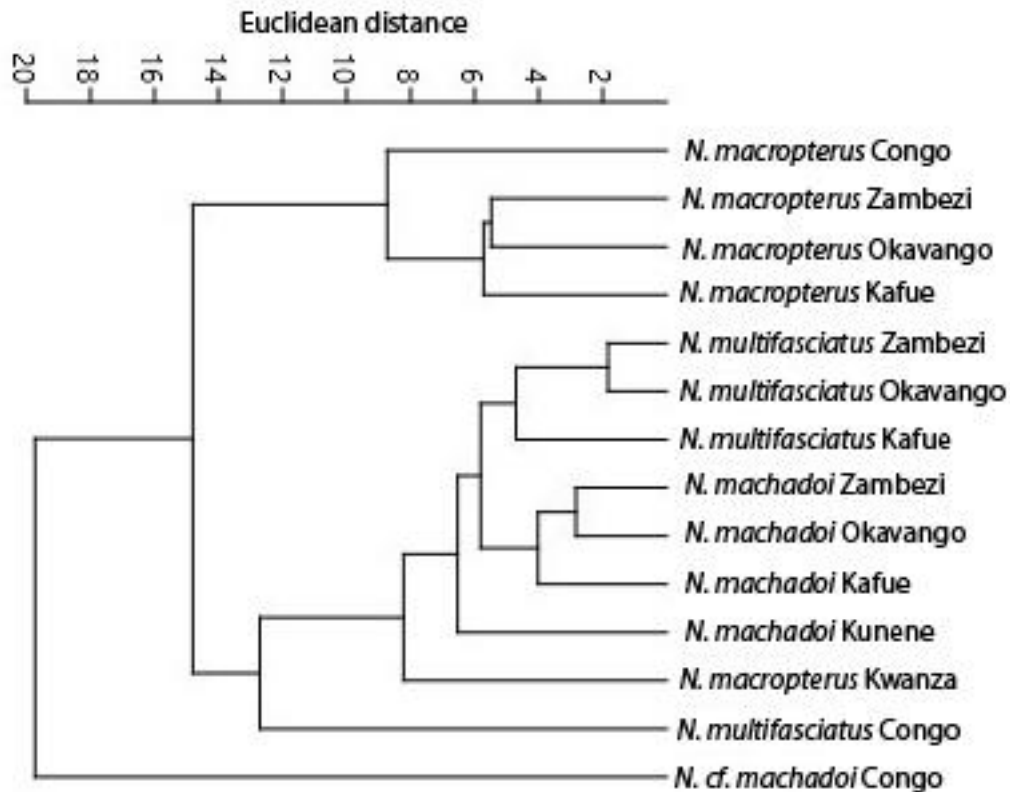 Euclidean distance
20 18 16 14 12 10 8 6 4 2
N. macropterus Congo
N. macropterus Zambezi
N. macropterus Okavango
N. macropterus Kafue
N. multifasciatus Zambezi
N. multifasciatus Okavango
N. multifasciatus Kafue
N. machadoi Zambezi
N. machadoi Okavango
N. machadoi Kafue
N. machadoi Kunene
N. macropterus Kwanza
N. multifasciatus Congo
N. cf. machadoi Congo